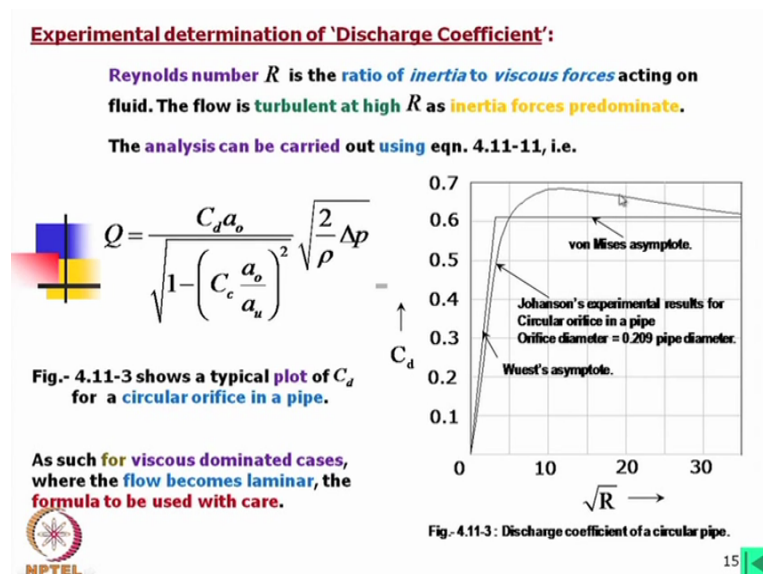 Experimental determination of ‘Discharge Coefficient’:
Reynolds number R is the ratio of inertia to viscous forces acting on
fluid. The flow is turbulent at high R as inertia forces predominate.
The analysis can be carried out using eqn. 4.11-11, i.e.
Q = C_d a_o / √(1 − (C_c a_o / a_u)²) √(2/ρ Δp)
Fig.- 4.11-3 shows a typical plot of C_d
for a circular orifice in a pipe.
As such for viscous dominated cases,
where the flow becomes laminar, the
formula to be used with care.
NPTEL
0.7
0.6
0.5
0.4
0.3
0.2
0.1
↑
C_d
von Mises asymptote.
Johanson's experimental results for
Circular orifice in a pipe
Orifice diameter = 0.209 pipe diameter.
Wuest's asymptote.
0 10 20 30
√R →
Fig.- 4.11-3 : Discharge coefficient of a circular pipe.
15